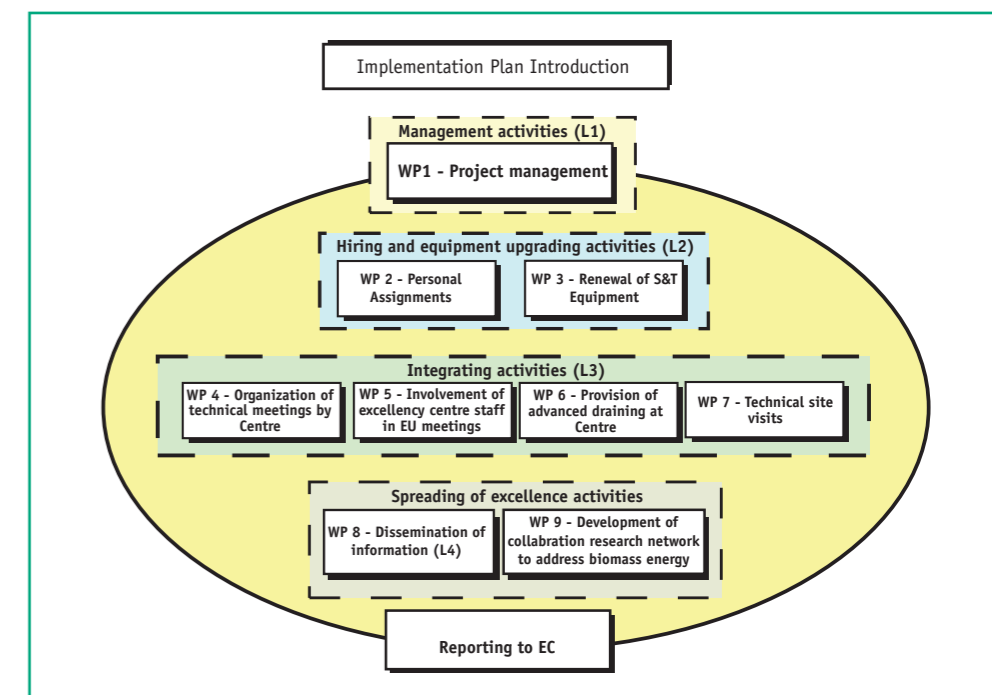 Implementation Plan Introduction
Management activities (L1)
WP1 - Project management
Hiring and equipment upgrading activities (L2)
WP 2 - Personal
Assignments
WP 3 - Renewal of S&T
Equipment
Integrating activities (L3)
WP 4 - Organization of
technical meetings by
Centre
WP 5 - Involvement of
excellency centre staff
in EU meetings
WP 6 - Provision of
advanced draining at
Centre
WP 7 - Technical site
visits
Spreading of excellence activities
WP 8 - Dissemination of
information (L4)
WP 9 - Development of
collabration research network
to address biomass energy
Reporting to EC